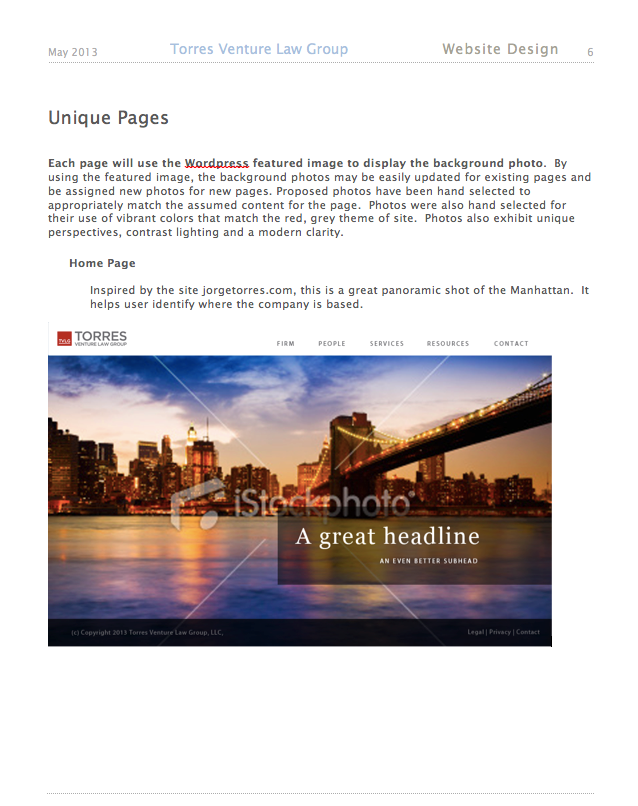 May 2013 Torres Venture Law Group Website Design 6
Unique Pages
Each page will use the Wordpress featured image to display the background photo.  By
using the featured image, the background photos may be easily updated for existing pages and
be assigned new photos for new pages. Proposed photos have been hand selected to
appropriately match the assumed content for the page.  Photos were also hand selected for
their use of vibrant colors that match the red, grey theme of site.  Photos also exhibit unique
perspectives, contrast lighting and a modern clarity.
Home Page
Inspired by the site jorgetorres.com, this is a great panoramic shot of the Manhattan.  It
helps user identify where the company is based.
TVLG TORRES
VENTURE LAW GROUP
FIRM PEOPLE SERVICES RESOURCES CONTACT
iStockphoto
A great headline
AN EVEN BETTER SUBHEAD
(c) Copyright 2013 Torres Venture Law Group, LLC, Legal | Privacy | Contact